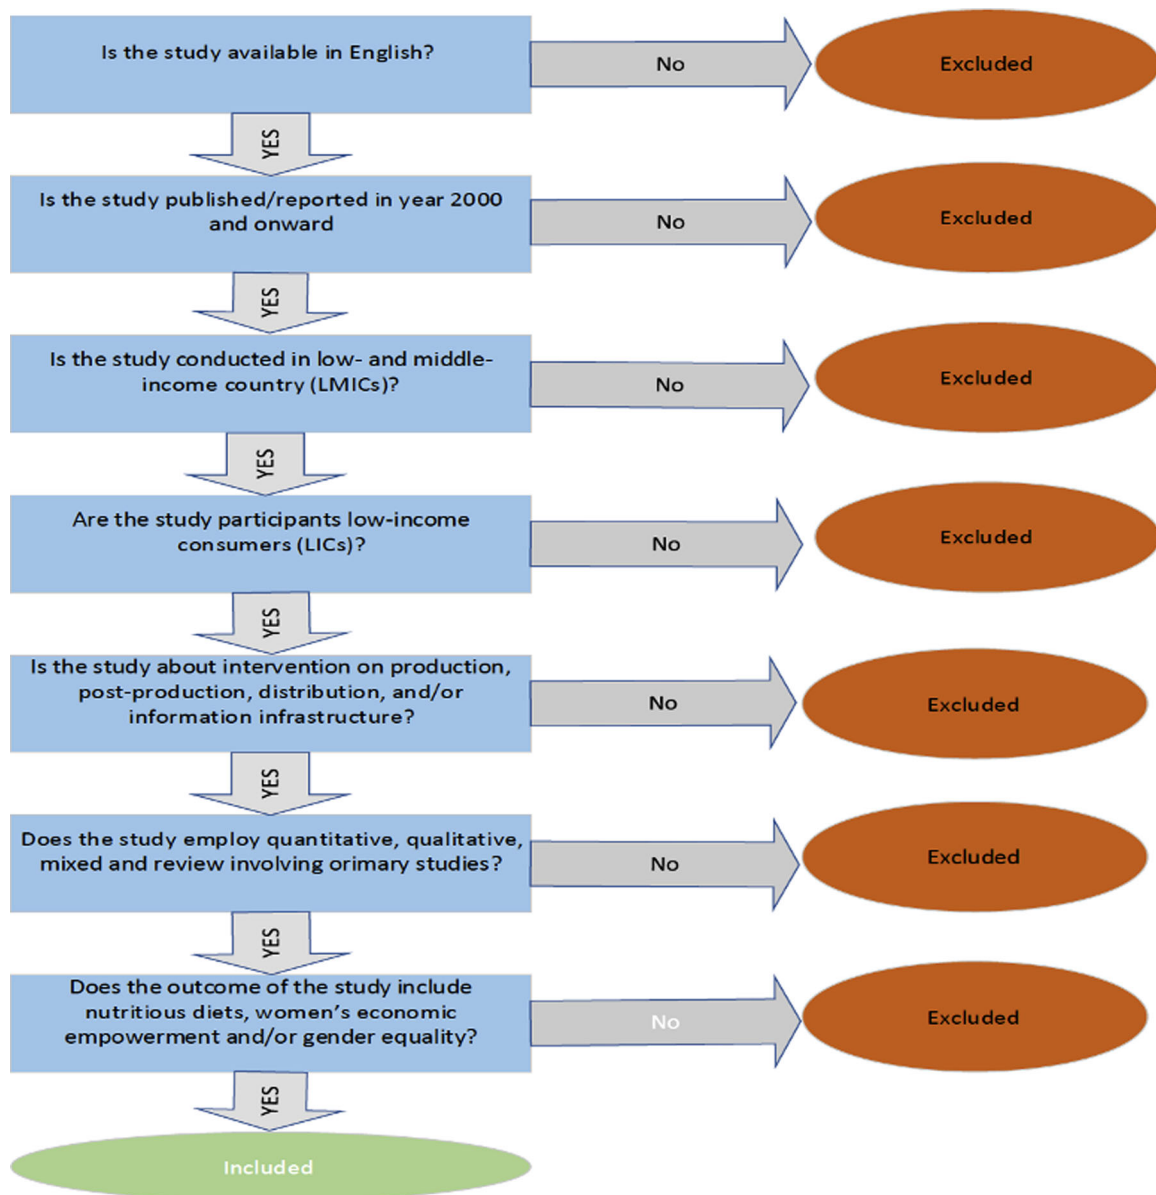 Is the study available in English?
No
Excluded
YES
Is the study published/reported in year 2000
and onward
No
Excluded
YES
Is the study conducted in low- and middle-
income country (LMICs)?
No
Excluded
YES
Are the study participants low-income
consumers (LICs)?
No
Excluded
YES
Is the study about intervention on production,
post-production, distribution, and/or
information infrastructure?
No
Excluded
YES
Does the study employ quantitative, qualitative,
mixed and review involving orimary studies?
No
Excluded
YES
Does the outcome of the study include
nutritious diets, women's economic
empowerment and/or gender equality?
No
Excluded
YES
Included